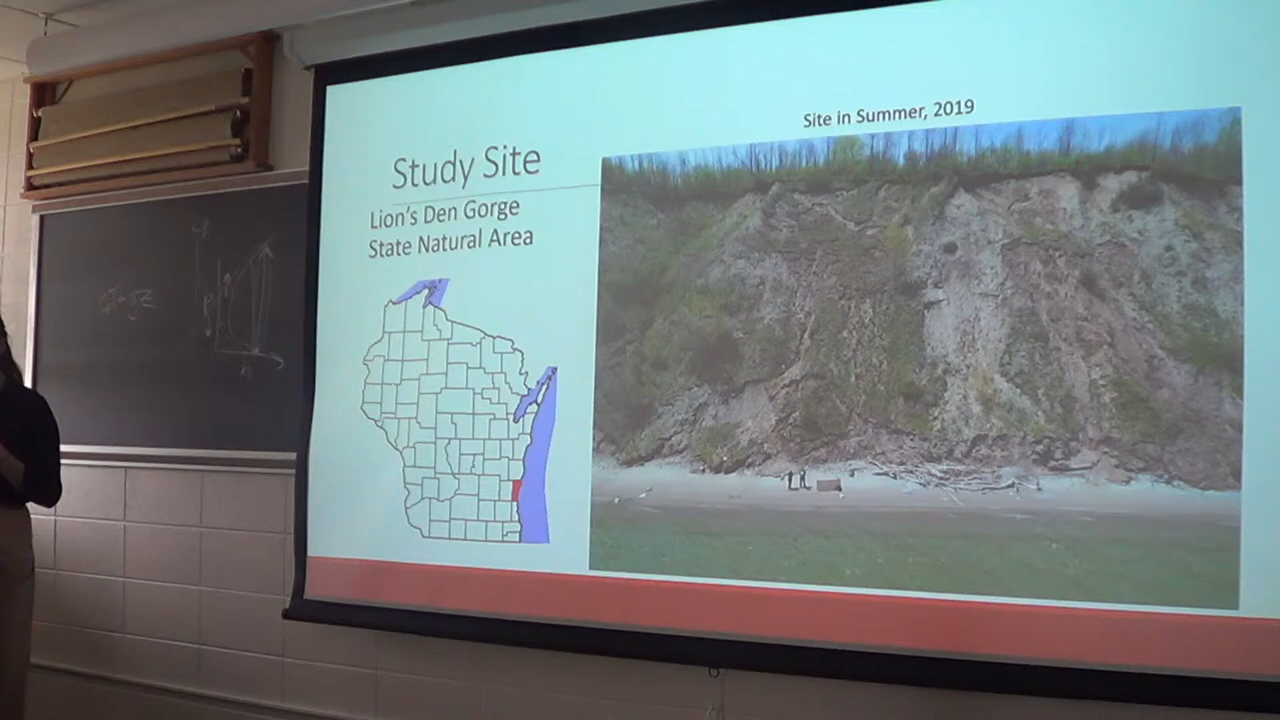 Site in Summer, 2019
Study Site
Lion's Den Gorge
State Natural Area